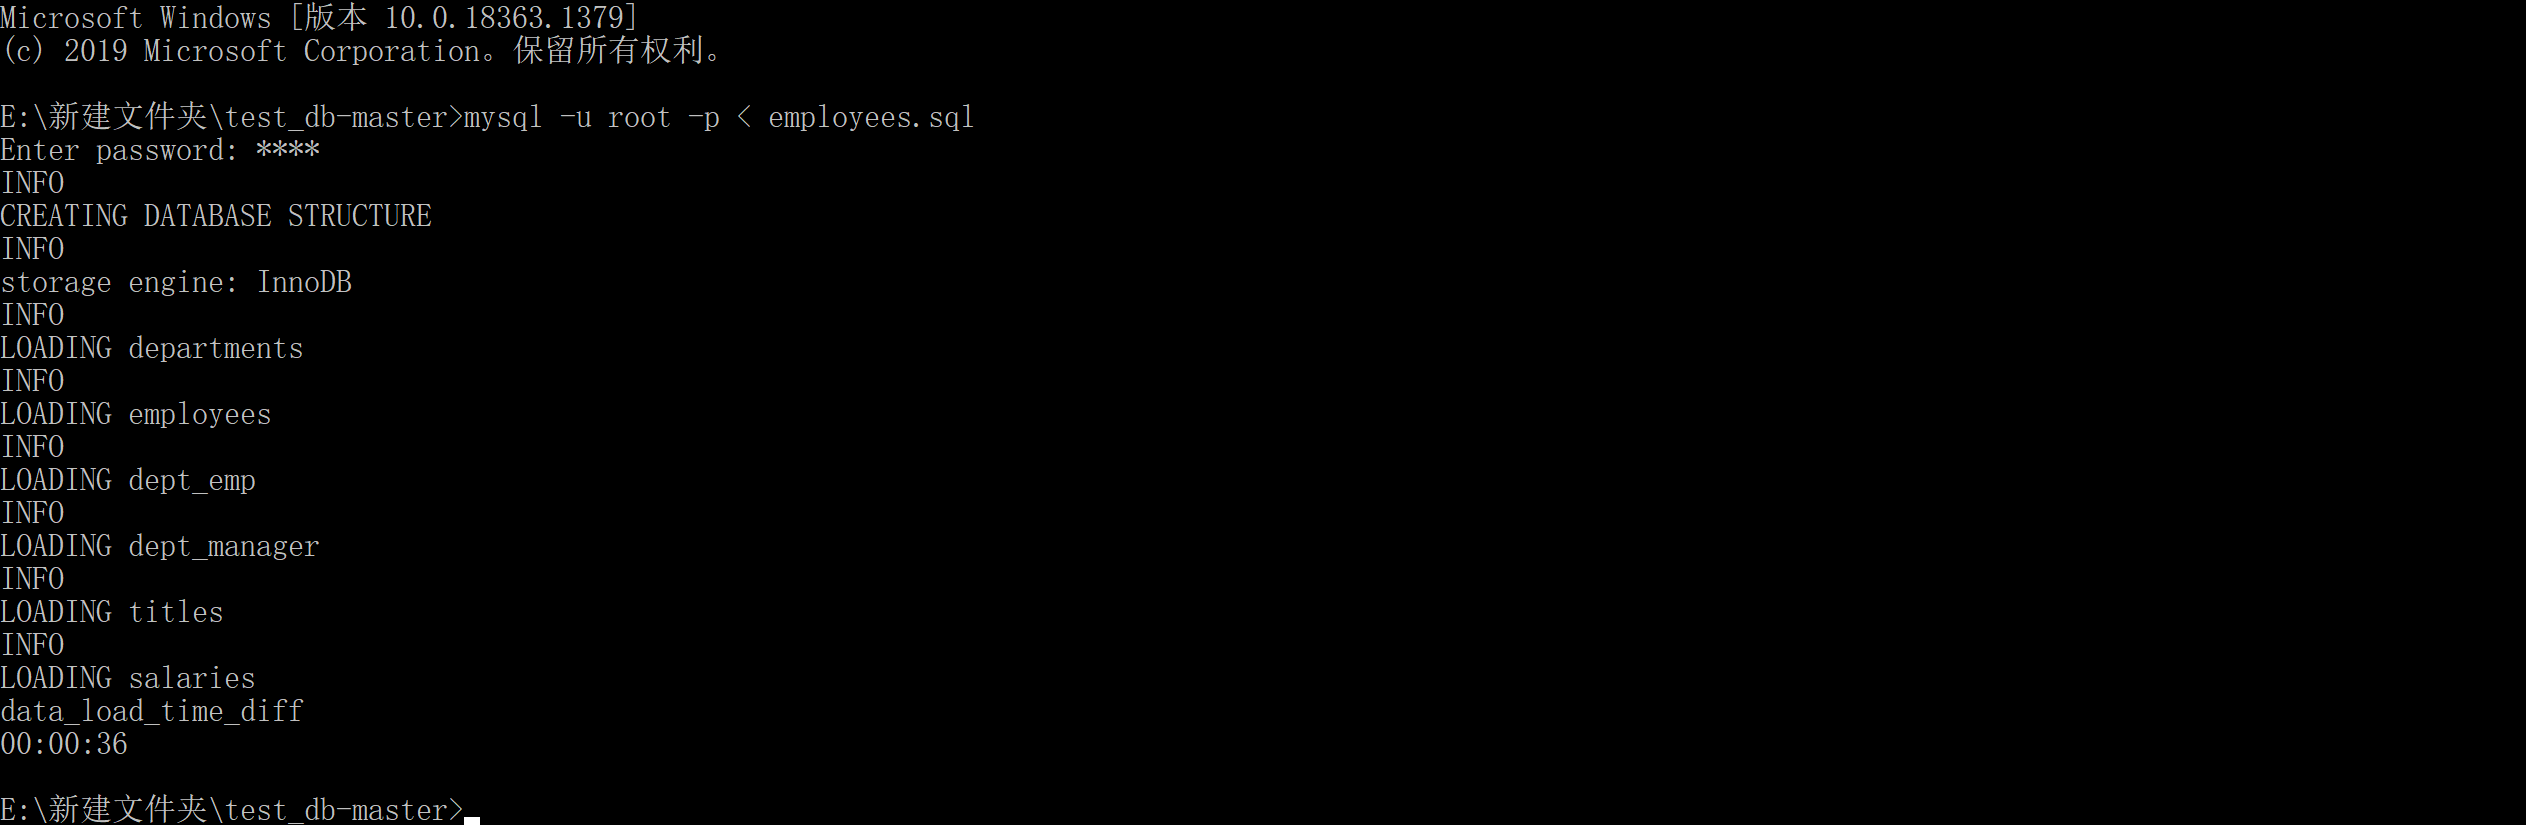 Microsoft Windows [版本 10.0.18363.1379]
(c) 2019 Microsoft Corporation。保留所有权利。
E:\新建文件夹\test_db-master>mysql -u root -p < employees.sql
Enter password: ****
INFO
CREATING DATABASE STRUCTURE
INFO
storage engine: InnoDB
INFO
LOADING departments
INFO
LOADING employees
INFO
LOADING dept_emp
INFO
LOADING dept_manager
INFO
LOADING titles
INFO
LOADING salaries
data_load_time_diff
00:00:36
E:\新建文件夹\test_db-master>